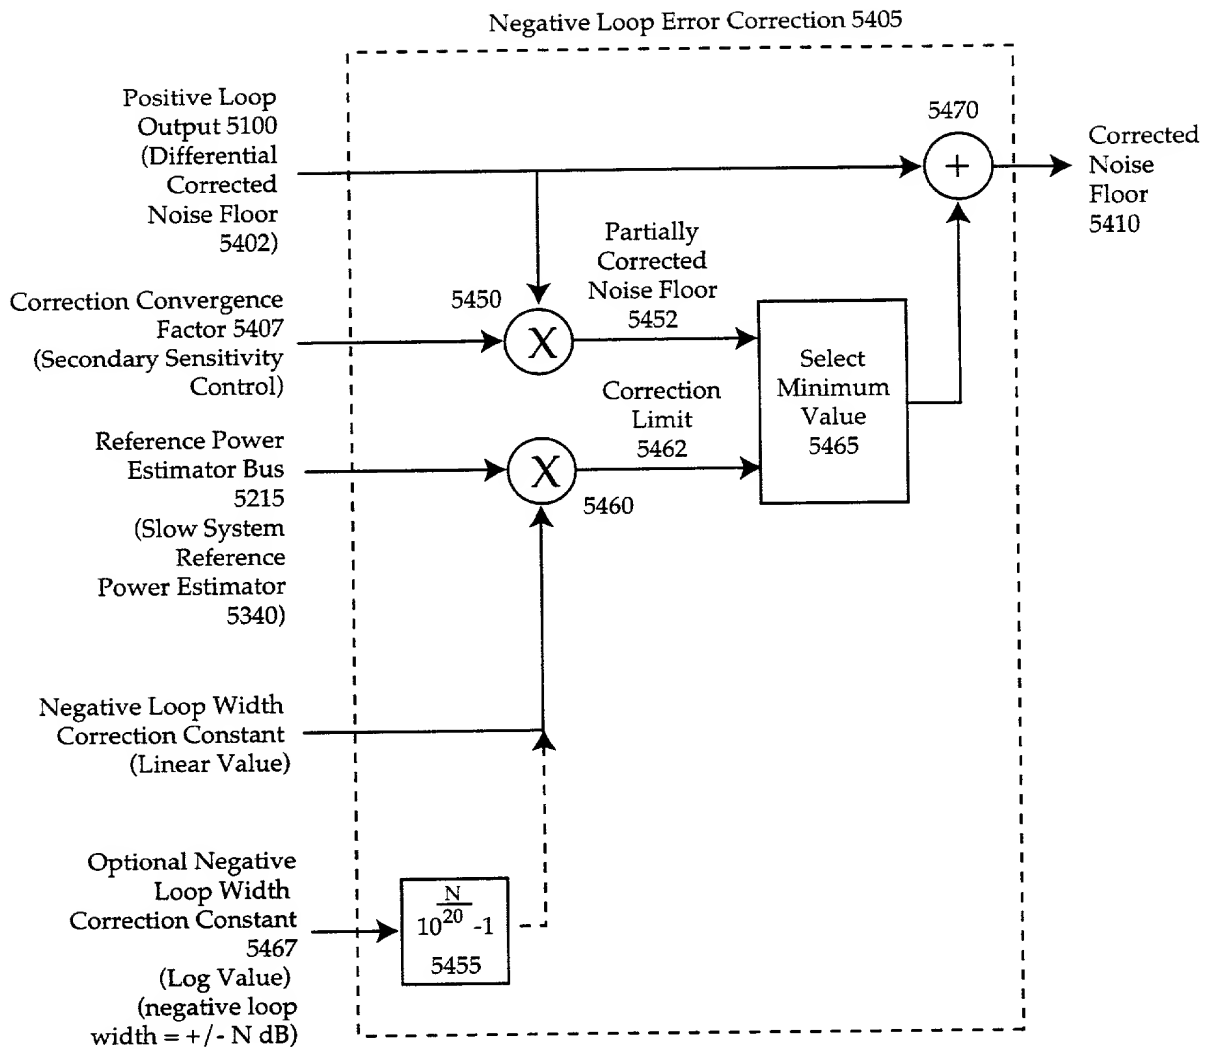 Negative Loop Error Correction 5405
Positive Loop
Output 5100
(Differential
Corrected
Noise Floor
5402)
5470
+
Corrected
Noise
Floor
5410
Partially
Corrected
Noise Floor
5452
Correction Convergence
Factor 5407
(Secondary Sensitivity
Control)
5450
X
Select
Minimum
Value
5465
Correction
Limit
5462
Reference Power
Estimator Bus
5215
(Slow System
Reference
Power Estimator
5340)
X
5460
Negative Loop Width
Correction Constant
(Linear Value)
Optional Negative
Loop Width
Correction Constant
5467
(Log Value)
(negative loop
width = +/- N dB)
N
10 20 -1
5455